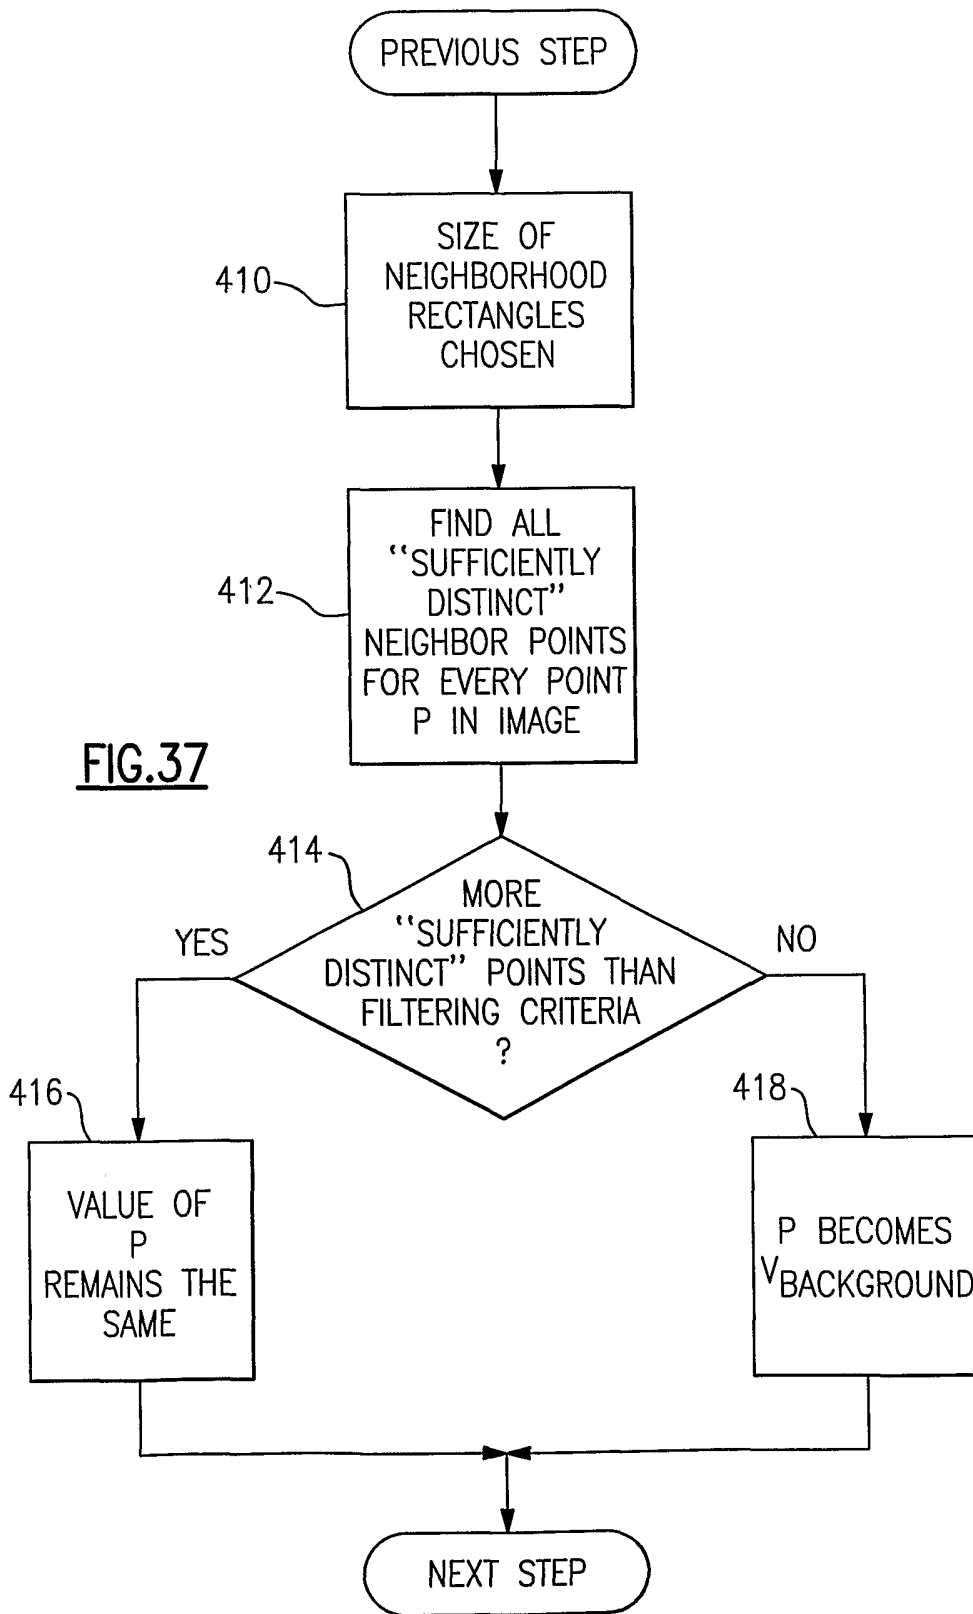 PREVIOUS STEP
410
SIZE OF
NEIGHBORHOOD
RECTANGLES
CHOSEN
412
FIND ALL
“SUFFICIENTLY
DISTINCT”
NEIGHBOR POINTS
FOR EVERY POINT
P IN IMAGE
FIG.37
414
MORE
“SUFFICIENTLY
DISTINCT” POINTS THAN
FILTERING CRITERIA
?
YES
NO
416
VALUE OF
P
REMAINS THE
SAME
418
P BECOMES
VBACKGROUND
NEXT STEP